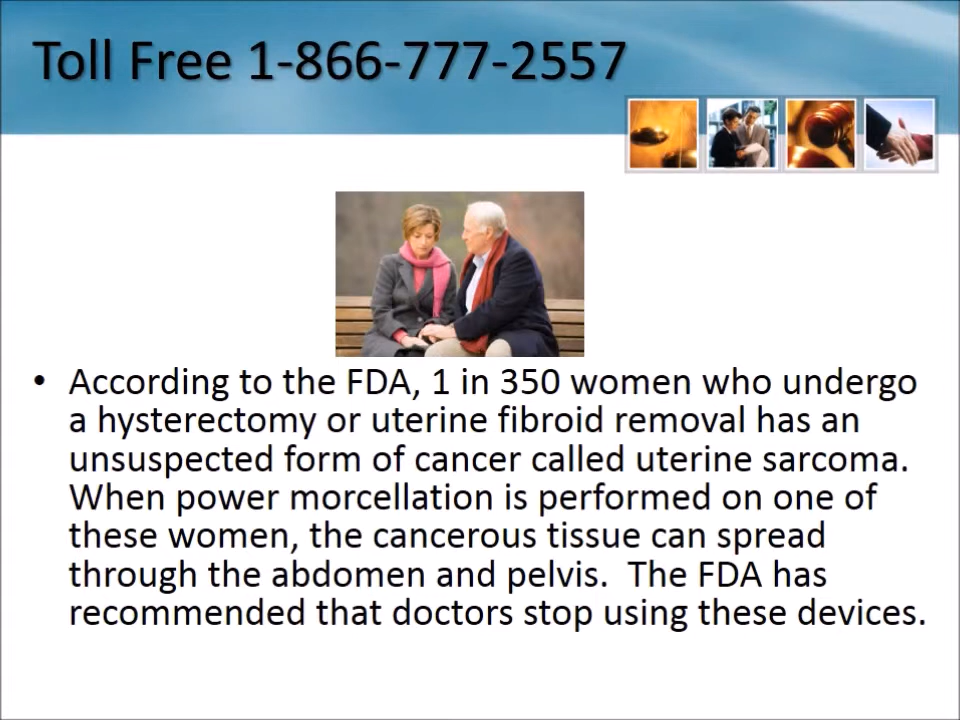 Toll Free 1-866-777-2557
• According to the FDA, 1 in 350 women who undergo
a hysterectomy or uterine fibroid removal has an
unsuspected form of cancer called uterine sarcoma.
When power morcellation is performed on one of
these women, the cancerous tissue can spread
through the abdomen and pelvis.  The FDA has
recommended that doctors stop using these devices.